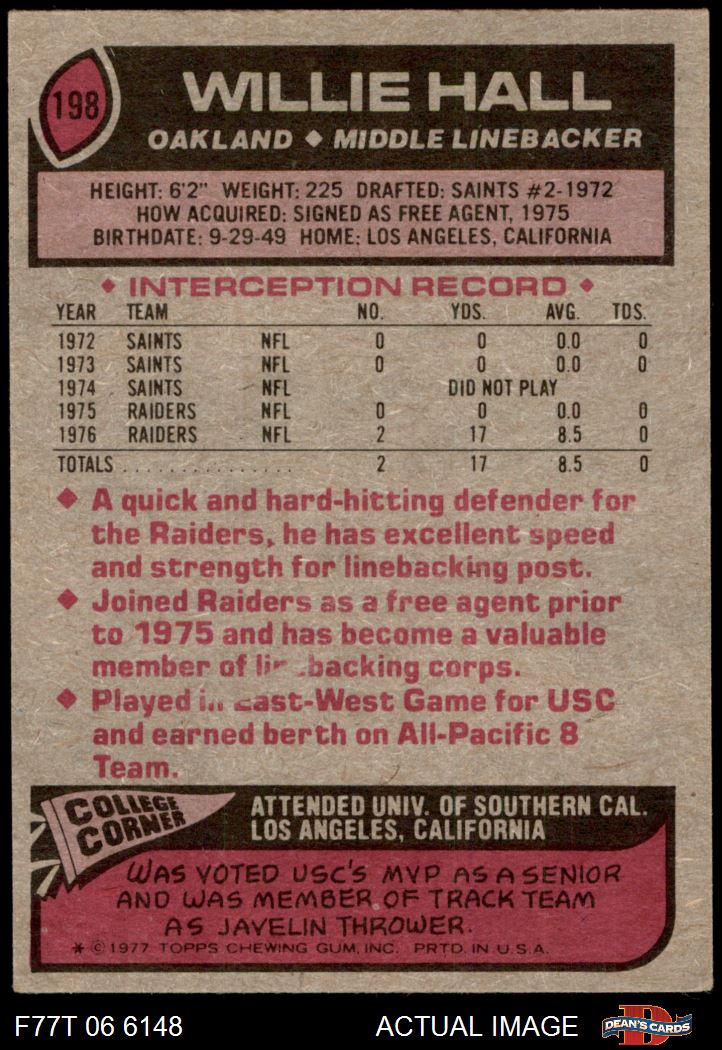 198
WILLIE HALL
OAKLAND ◆ MIDDLE LINEBACKER
HEIGHT: 6'2" WEIGHT: 225 DRAFTED: SAINTS #2-1972
HOW ACQUIRED: SIGNED AS FREE AGENT, 1975
BIRTHDATE: 9-29-49 HOME: LOS ANGELES, CALIFORNIA
◆ INTERCEPTION RECORD ◆
YEAR TEAM NO. YDS. AVG. TDS.
1972 SAINTS NFL 0 0 0.0 0
1973 SAINTS NFL 0 0 0.0 0
1974 SAINTS NFL DID NOT PLAY
1975 RAIDERS NFL 0 0 0.0 0
1976 RAIDERS NFL 2 17 8.5 0
TOTALS . . . . . . . . . . . . . . . 2 17 8.5 0
◆ A quick and hard-hitting defender for
the Raiders, he has excellent speed
and strength for linebacking post.
◆ Joined Raiders as a free agent prior
to 1975 and has become a valuable
member of linebacking corps.
◆ Played in East-West Game for USC
and earned berth on All-Pacific 8
Team.
COLLEGE
CORNER
ATTENDED UNIV. OF SOUTHERN CAL.
LOS ANGELES, CALIFORNIA
WAS VOTED USC'S MVP AS A SENIOR
AND WAS MEMBER OF TRACK TEAM
AS JAVELIN THROWER.
* © 1977 TOPPS CHEWING GUM, INC. PRTD. IN U.S.A.
F77T 06 6148 ACTUAL IMAGE
D
DEAN'S CARDS